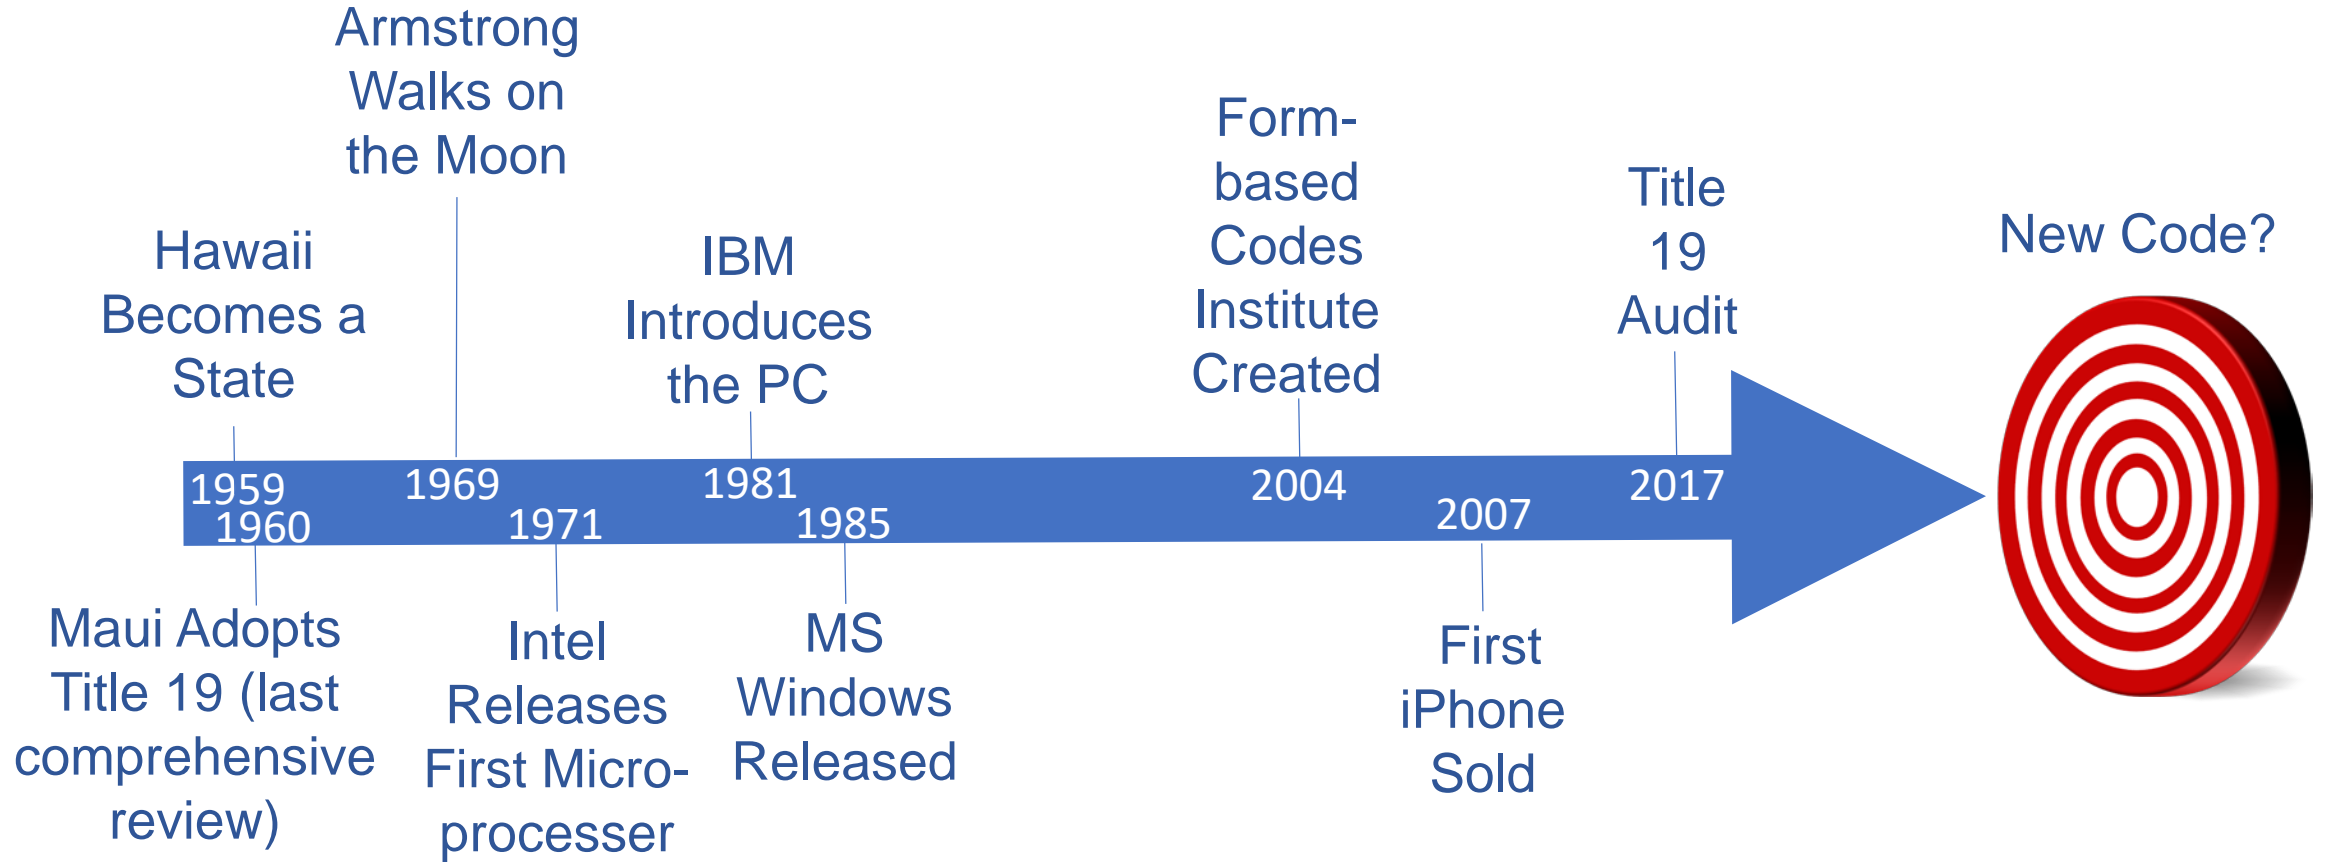 Armstrong
Walks on
the Moon
Hawaii
Becomes a
State
IBM
Introduces
the PC
Form-
based
Codes
Institute
Created
Title
19
Audit
New Code?
1959
1969
1981
2004
2017
1960
1971
1985
2007
Maui Adopts
Title 19 (last
comprehensive
review)
Intel
Releases
First Micro-
processer
MS
Windows
Released
First
iPhone
Sold